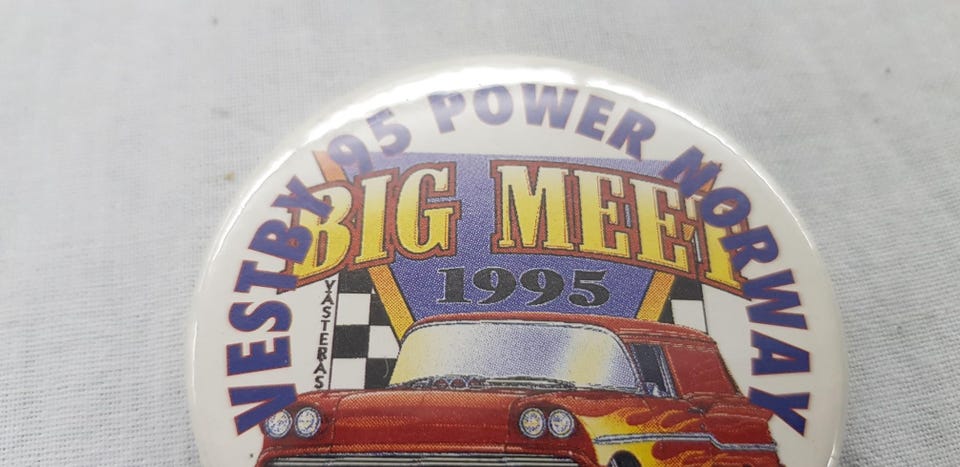 VESTBY 95 POWER NORWAY
BIG MEET
1995
VÄSTERÅS